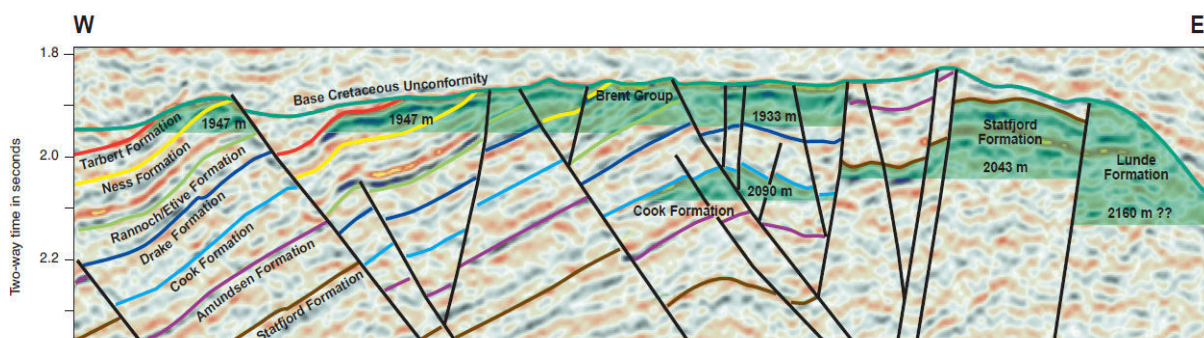 W
E
1.8
2.0
2.2
Two-way time in seconds
Base Cretaceous Unconformity
Tarbert Formation
Ness Formation
Rannoch/Etive Formation
Drake Formation
Cook Formation
Amundsen Formation
Statfjord Formation
1947 m
1947 m
Brent Group
1933 m
2090 m
Cook Formation
Statfjord
Formation
2043 m
Lunde
Formation
2160 m ??